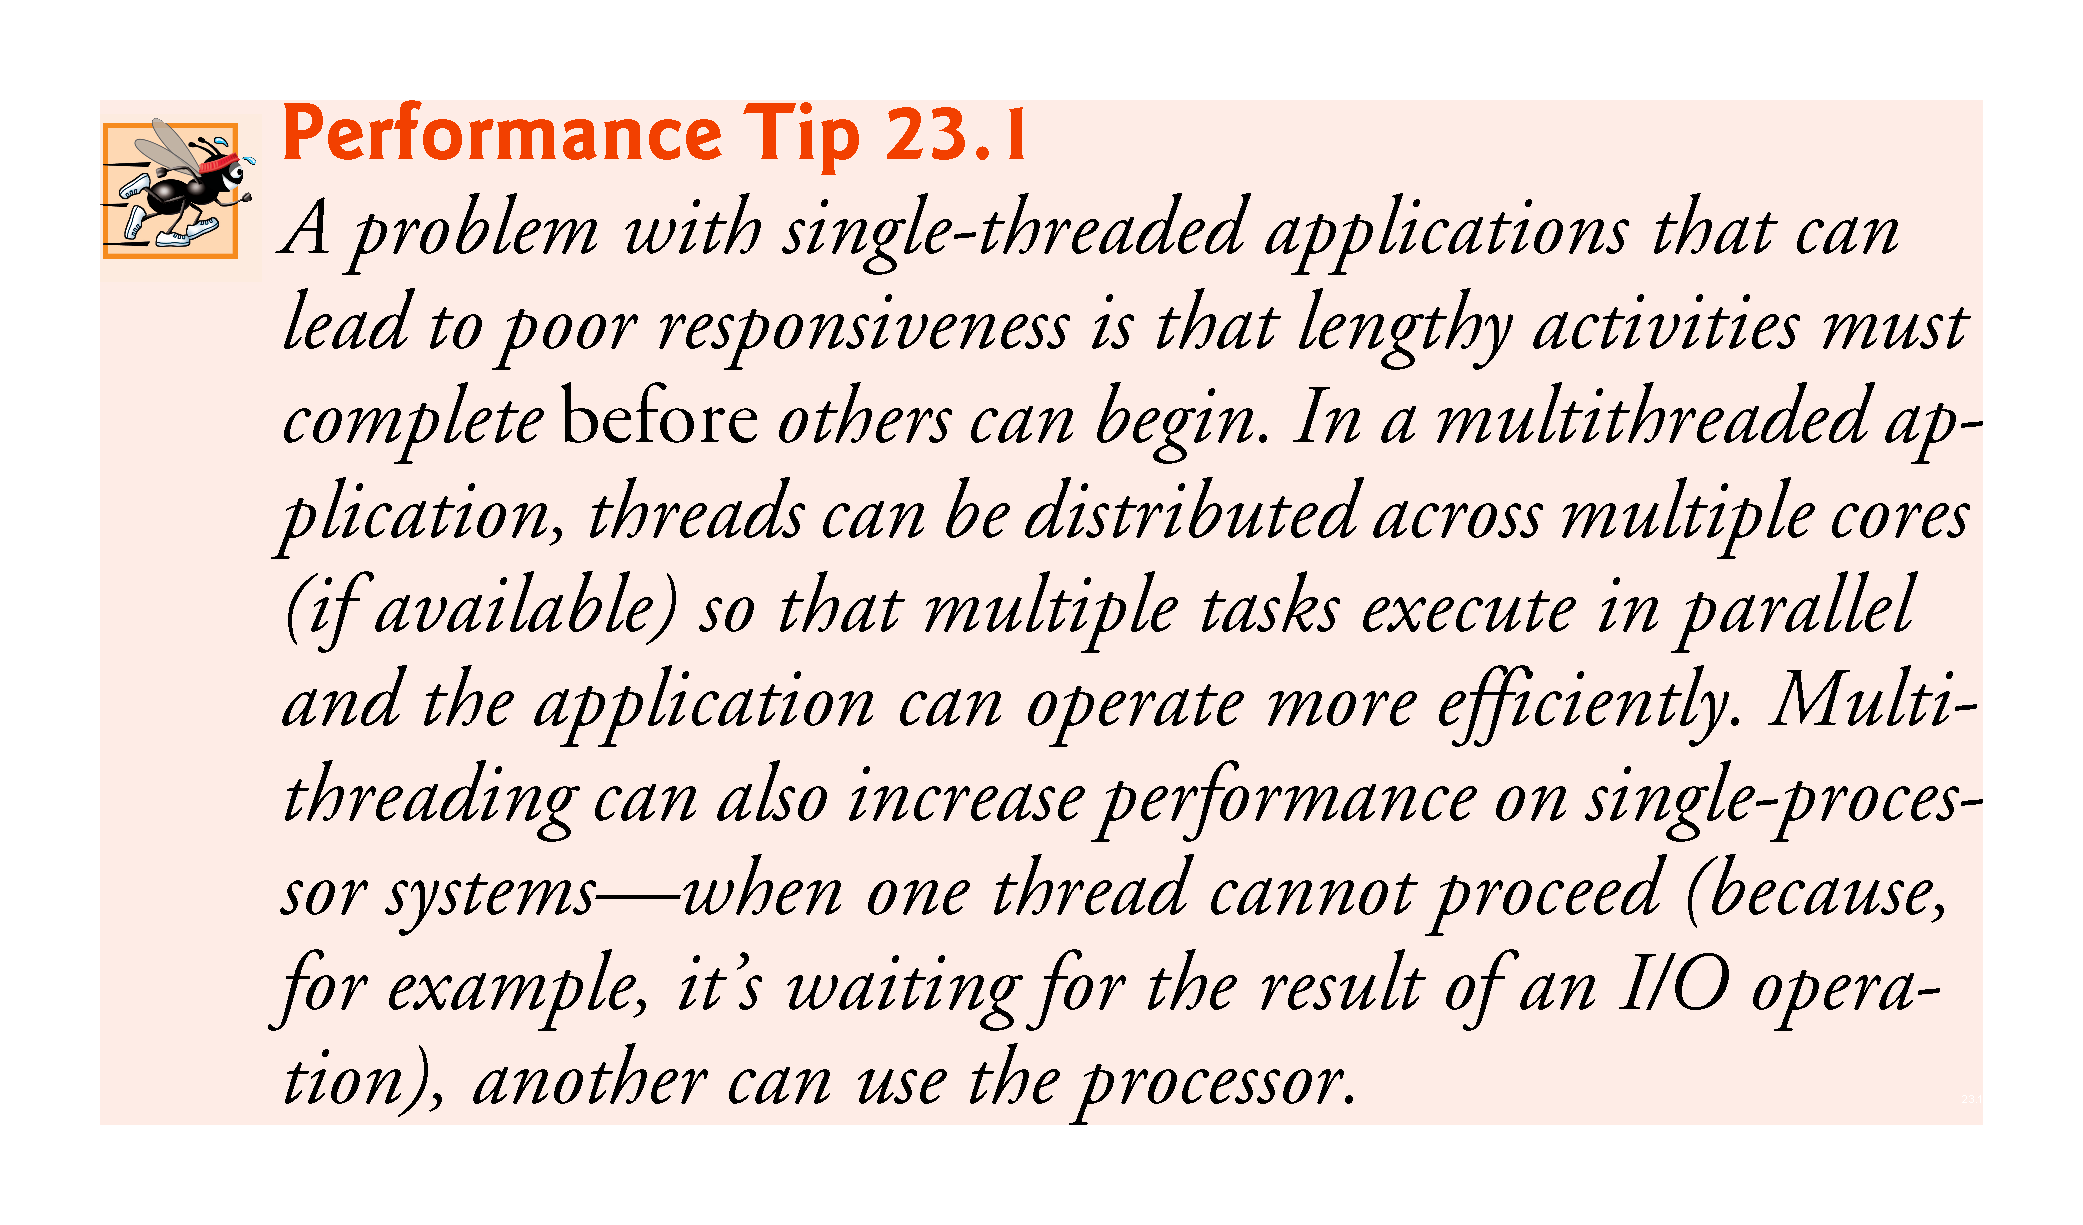 Performance Tip 23.1
A problem with single-threaded applications that can
lead to poor responsiveness is that lengthy activities must
complete before others can begin. In a multithreaded ap-
plication, threads can be distributed across multiple cores
(if available) so that multiple tasks execute in parallel
and the application can operate more efficiently. Multi-
threading can also increase performance on single-proces-
sor systems—when one thread cannot proceed (because,
for example, it’s waiting for the result of an I/O opera-
tion), another can use the processor.
23.1